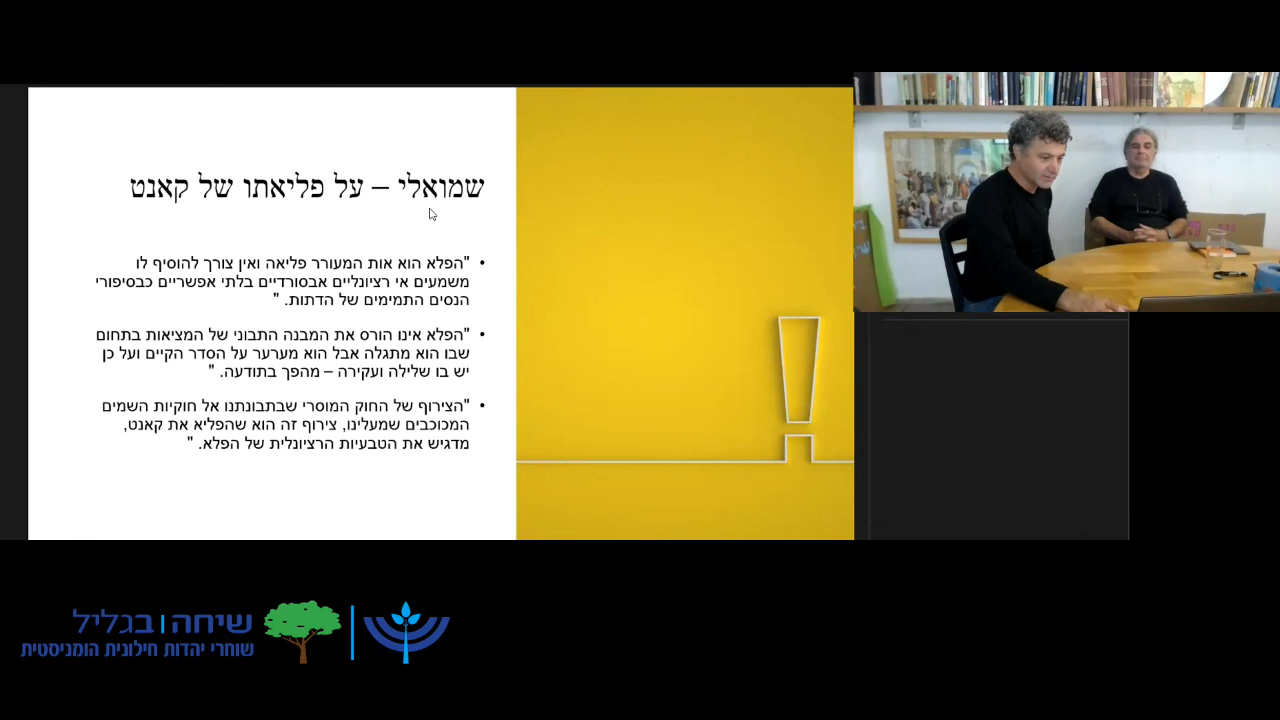 שמואלי – על פליאתו של קאנט
• "הפלא הוא אות המעורר פליאה ואין צורך להוסיף לו
משמעים אי רציונליים אבסורדיים בלתי אפשריים כבסיפורי
הנסים התמימים של הדתות. "
• "הפלא אינו הורס את המבנה התבוני של המציאות בתחום
שבו הוא מתגלה אבל הוא מערער על הסדר הקיים ועל כן
יש בו שלילה ועקירה – מהפך בתודעה. "
• "הצירוף של החוק המוסרי שבתבונתנו אל חוקיות השמים
המכוכבים שמעלינו, צירוף זה הוא שהפליא את קאנט,
מדגיש את הטבעיות הרציונלית של הפלא. "
שיחה | בגליל
שוחרי יהדות חילונית הומניסטית